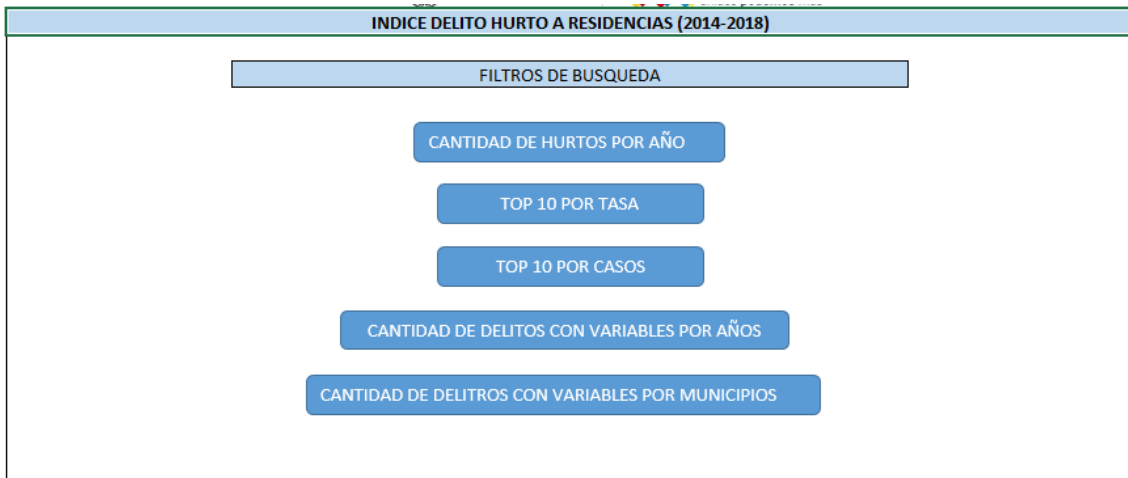 INDICE DELITO HURTO A RESIDENCIAS (2014-2018)
FILTROS DE BUSQUEDA
CANTIDAD DE HURTOS POR AÑO
TOP 10 POR TASA
TOP 10 POR CASOS
CANTIDAD DE DELITOS CON VARIABLES POR AÑOS
CANTIDAD DE DELITROS CON VARIABLES POR MUNICIPIOS